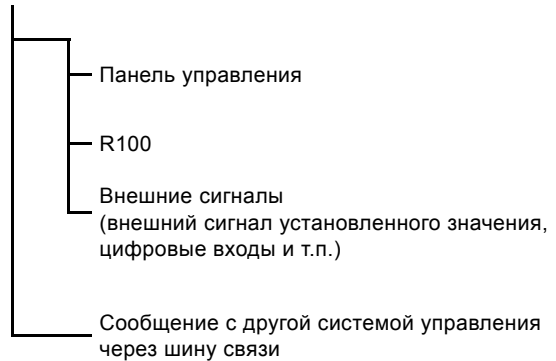 Панель управления
R100
Внешние сигналы
(внешний сигнал установленного значения,
цифровые входы и т.п.)
Сообщение с другой системой управления
через шину связи